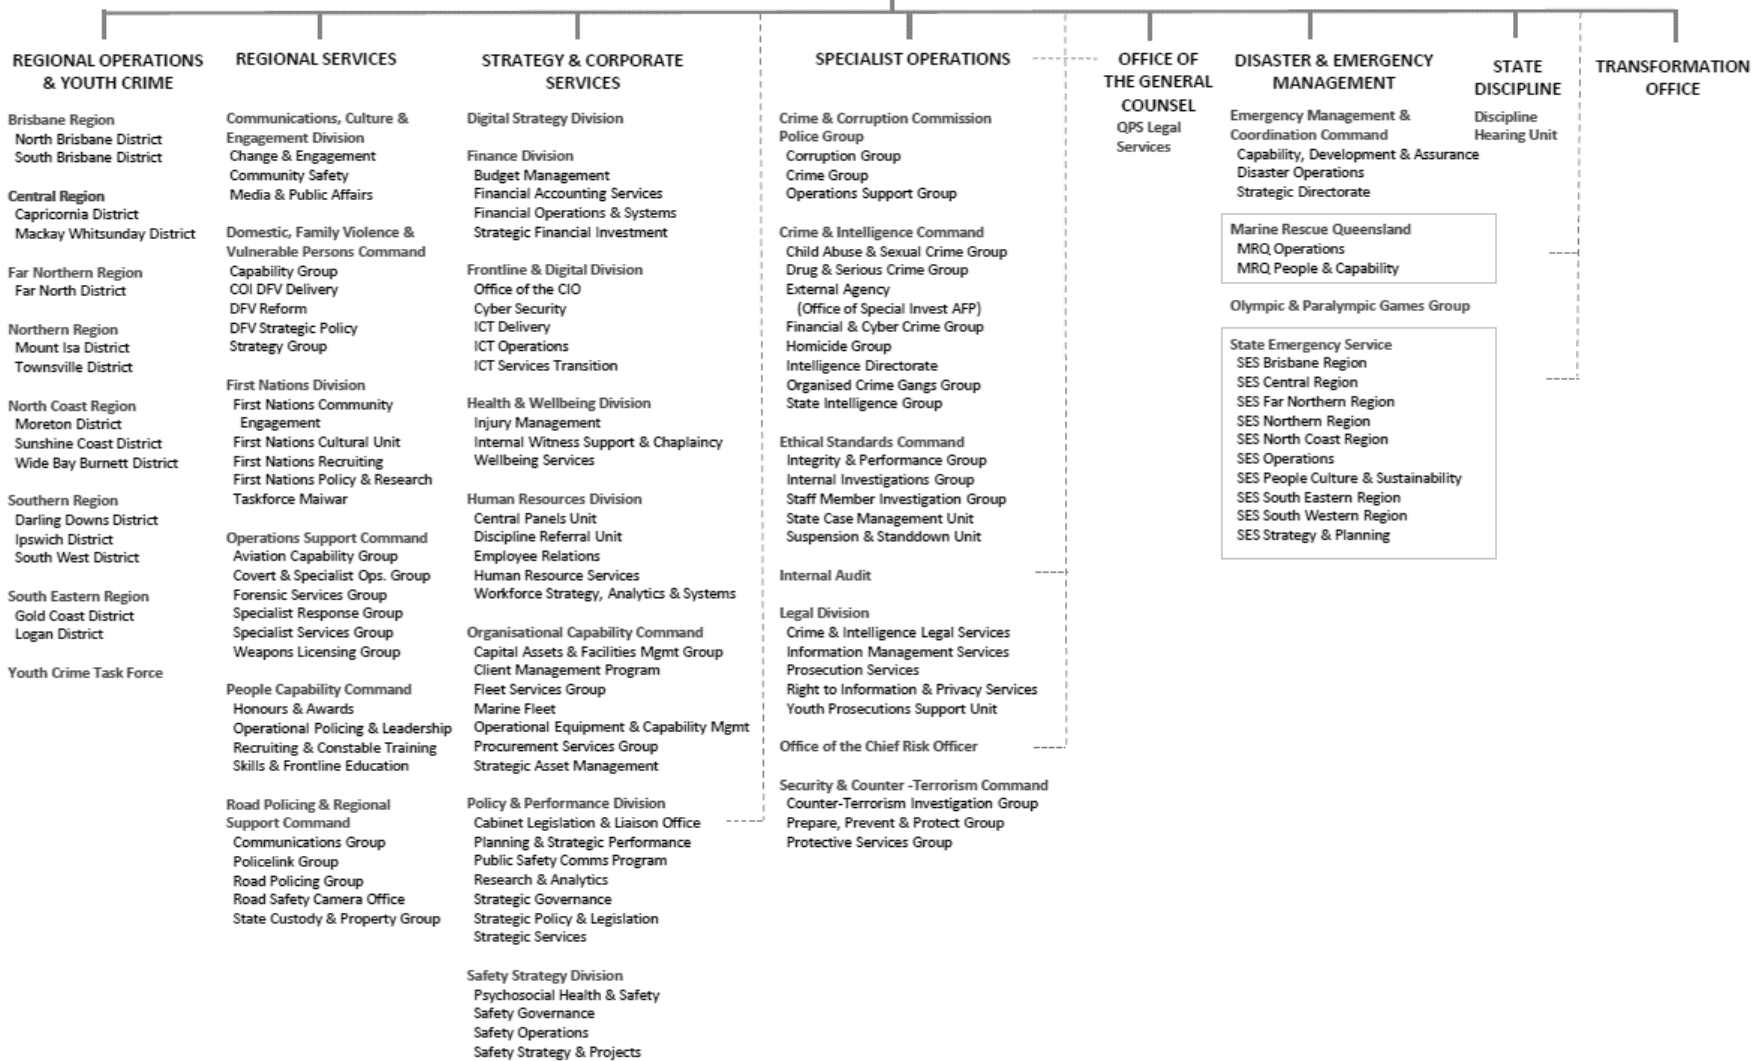 REGIONAL OPERATIONS
& YOUTH CRIME
Brisbane Region
North Brisbane District
South Brisbane District
Central Region
Capricornia District
Mackay Whitsunday District
Far Northern Region
Far North District
Northern Region
Mount Isa District
Townsville District
North Coast Region
Moreton District
Sunshine Coast District
Wide Bay Burnett District
Southern Region
Darling Downs District
Ipswich District
South West District
South Eastern Region
Gold Coast District
Logan District
Youth Crime Task Force
REGIONAL SERVICES
Communications, Culture &
Engagement Division
Change & Engagement
Community Safety
Media & Public Affairs
Domestic, Family Violence &
Vulnerable Persons Command
Capability Group
COI DFV Delivery
DFV Reform
DFV Strategic Policy
Strategy Group
First Nations Division
First Nations Community
Engagement
First Nations Cultural Unit
First Nations Recruiting
First Nations Policy & Research
Taskforce Maiwar
Operations Support Command
Aviation Capability Group
Covert & Specialist Ops. Group
Forensic Services Group
Specialist Response Group
Specialist Services Group
Weapons Licensing Group
People Capability Command
Honours & Awards
Operational Policing & Leadership
Recruiting & Constable Training
Skills & Frontline Education
Road Policing & Regional
Support Command
Communications Group
Policelink Group
Road Policing Group
Road Safety Camera Office
State Custody & Property Group
STRATEGY & CORPORATE
SERVICES
Digital Strategy Division
Finance Division
Budget Management
Financial Accounting Services
Financial Operations & Systems
Strategic Financial Investment
Frontline & Digital Division
Office of the CIO
Cyber Security
ICT Delivery
ICT Operations
ICT Services Transition
Health & Wellbeing Division
Injury Management
Internal Witness Support & Chaplaincy
Wellbeing Services
Human Resources Division
Central Panels Unit
Discipline Referral Unit
Employee Relations
Human Resource Services
Workforce Strategy, Analytics & Systems
Organisational Capability Command
Capital Assets & Facilities Mgmt Group
Client Management Program
Fleet Services Group
Marine Fleet
Operational Equipment & Capability Mgmt
Procurement Services Group
Strategic Asset Management
Policy & Performance Division
Cabinet Legislation & Liaison Office
Planning & Strategic Performance
Public Safety Comms Program
Research & Analytics
Strategic Governance
Strategic Policy & Legislation
Strategic Services
Safety Strategy Division
Psychosocial Health & Safety
Safety Governance
Safety Operations
Safety Strategy & Projects
SPECIALIST OPERATIONS
Crime & Corruption Commission
Police Group
Corruption Group
Crime Group
Operations Support Group
Crime & Intelligence Command
Child Abuse & Sexual Crime Group
Drug & Serious Crime Group
External Agency
(Office of Special Invest AFP)
Financial & Cyber Crime Group
Homicide Group
Intelligence Directorate
Organised Crime Gangs Group
State Intelligence Group
Ethical Standards Command
Integrity & Performance Group
Internal Investigations Group
Staff Member Investigation Group
State Case Management Unit
Suspension & Standdown Unit
Internal Audit
Legal Division
Crime & Intelligence Legal Services
Information Management Services
Prosecution Services
Right to Information & Privacy Services
Youth Prosecutions Support Unit
Office of the Chief Risk Officer
Security & Counter -Terrorism Command
Counter-Terrorism Investigation Group
Prepare, Prevent & Protect Group
Protective Services Group
OFFICE OF
THE GENERAL
COUNSEL
QPS Legal
Services
DISASTER & EMERGENCY
MANAGEMENT
Emergency Management &
Coordination Command
Capability, Development & Assurance
Disaster Operations
Strategic Directorate
Marine Rescue Queensland
MRQ Operations
MRQ People & Capability
Olympic & Paralympic Games Group
State Emergency Service
SES Brisbane Region
SES Central Region
SES Far Northern Region
SES Northern Region
SES North Coast Region
SES Operations
SES People Culture & Sustainability
SES South Eastern Region
SES South Western Region
SES Strategy & Planning
STATE
DISCIPLINE
Discipline
Hearing Unit
TRANSFORMATION
OFFICE